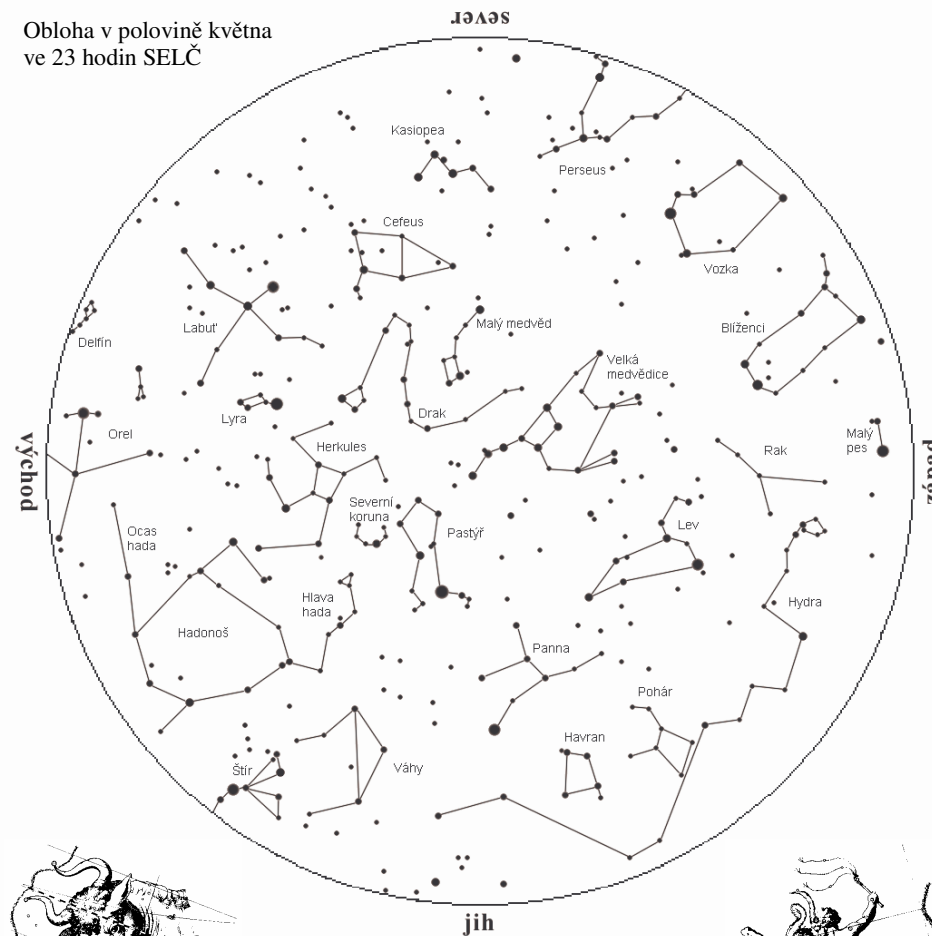 Obloha v polovině května
ve 23 hodin SELČ
sever
Kasiopea
Perseus
Cefeus
Vozka
Malý medvěd
Labuť
Blíženci
Delfín
Velká
medvědice
Lyra
Drak
Orel
východ
Herkules
Rak
Malý
pes
Severní
koruna
Pastýř
Lev
Ocas
hada
Hlava
hada
Hydra
Hadonoš
Panna
Pohár
Havran
Štír
Váhy
jih